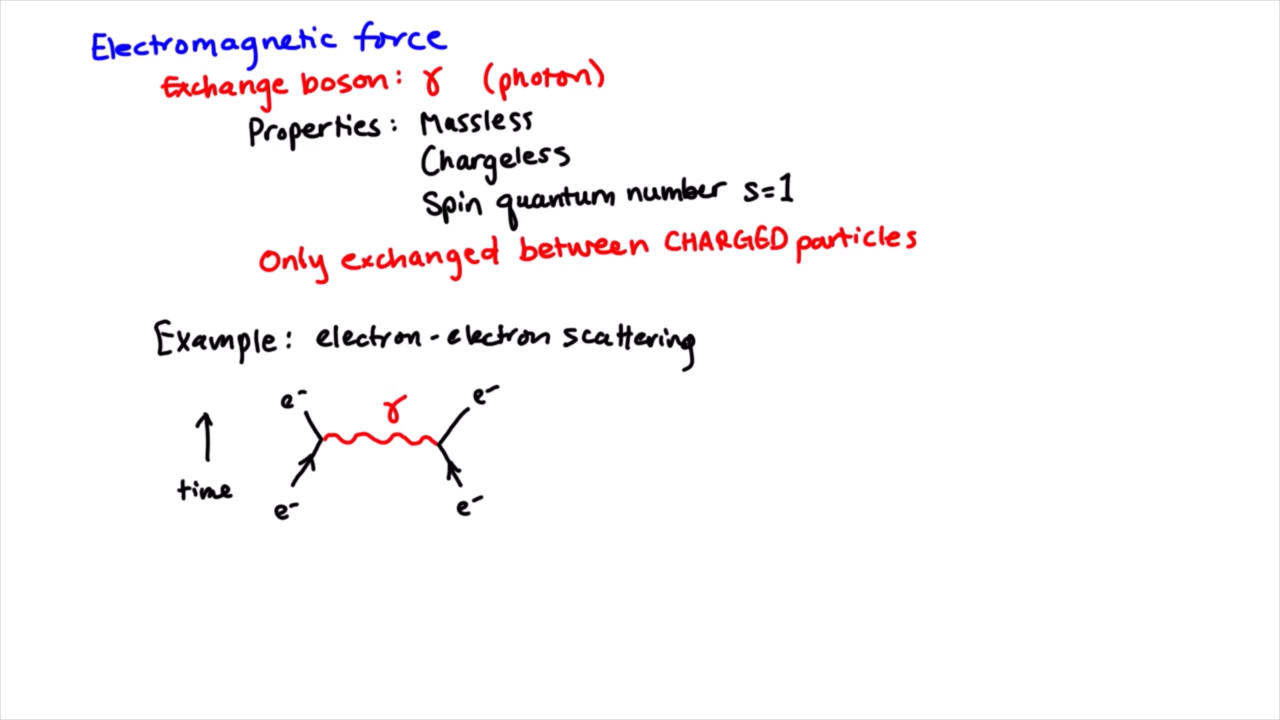 Electromagnetic force
Exchange boson: γ (photon)
Properties: Massless
Chargeless
Spin quantum number s=1
Only exchanged between CHARGED particles
Example: electron-electron scattering
e⁻ γ e⁻
time
e⁻ e⁻